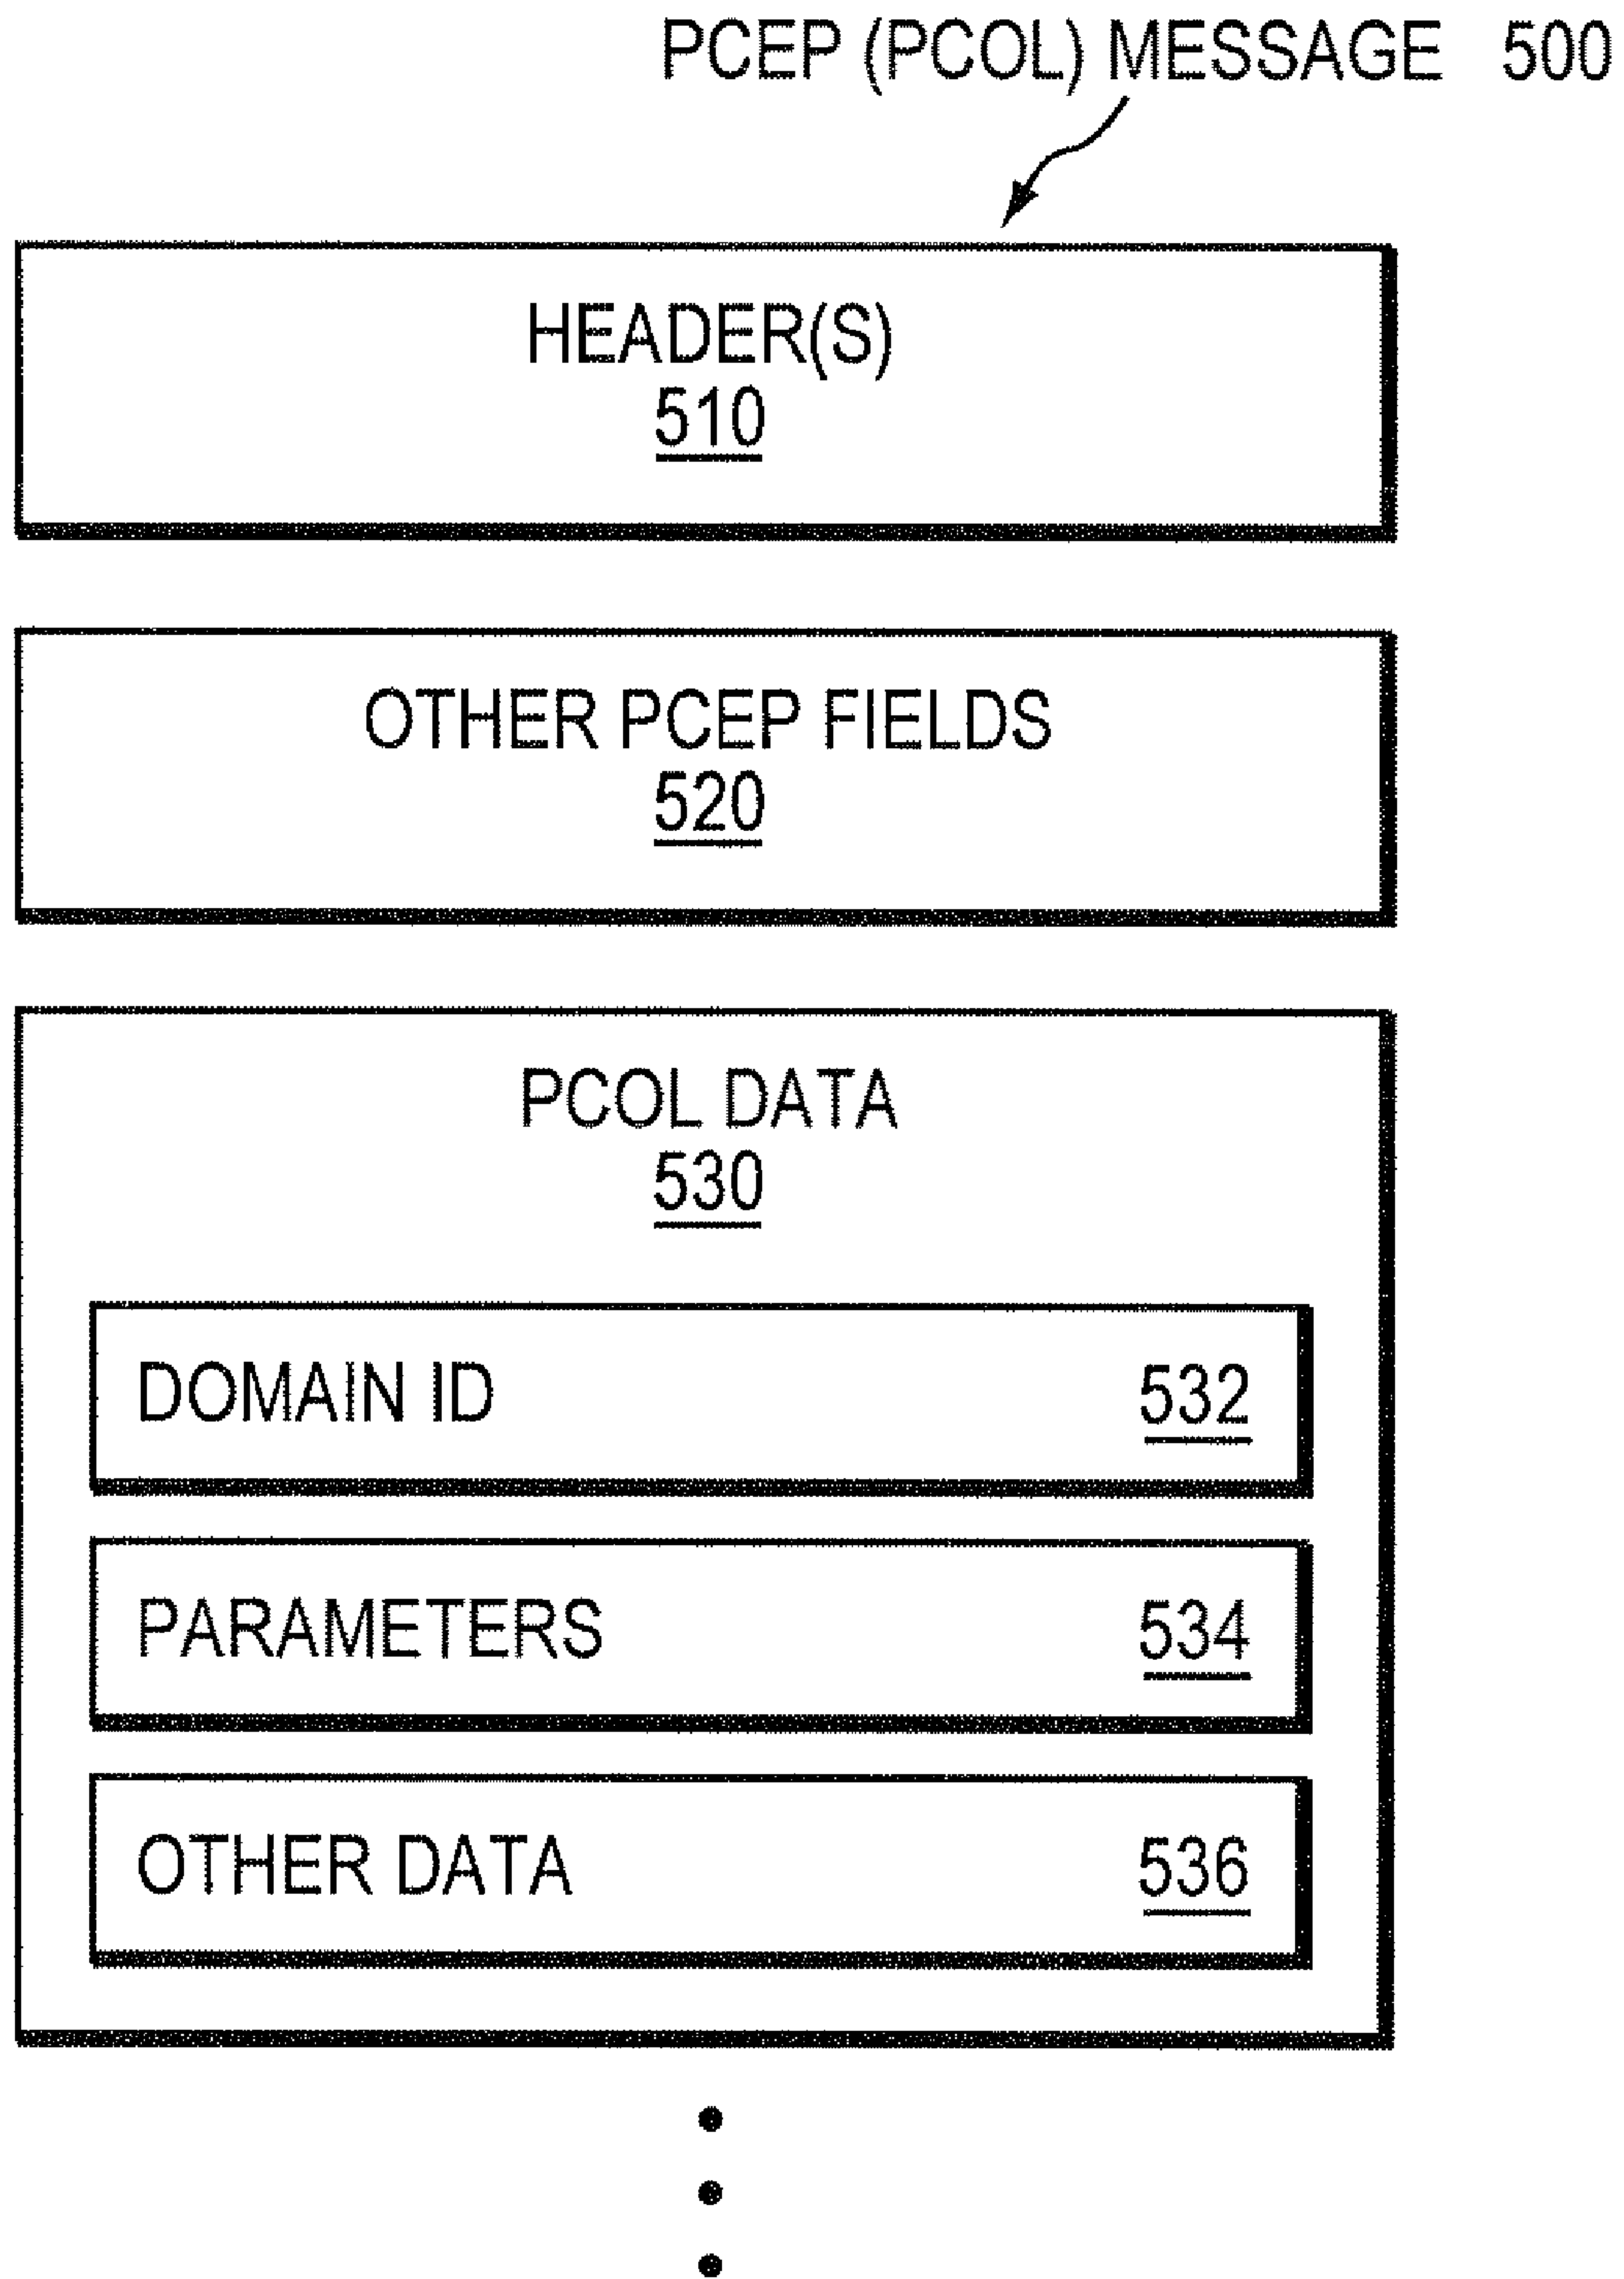 PCEP (PCOL) MESSAGE 500
HEADER(S)
510
OTHER PCEP FIELDS
520
PCOL DATA
530
DOMAIN ID 532
PARAMETERS 534
OTHER DATA 536